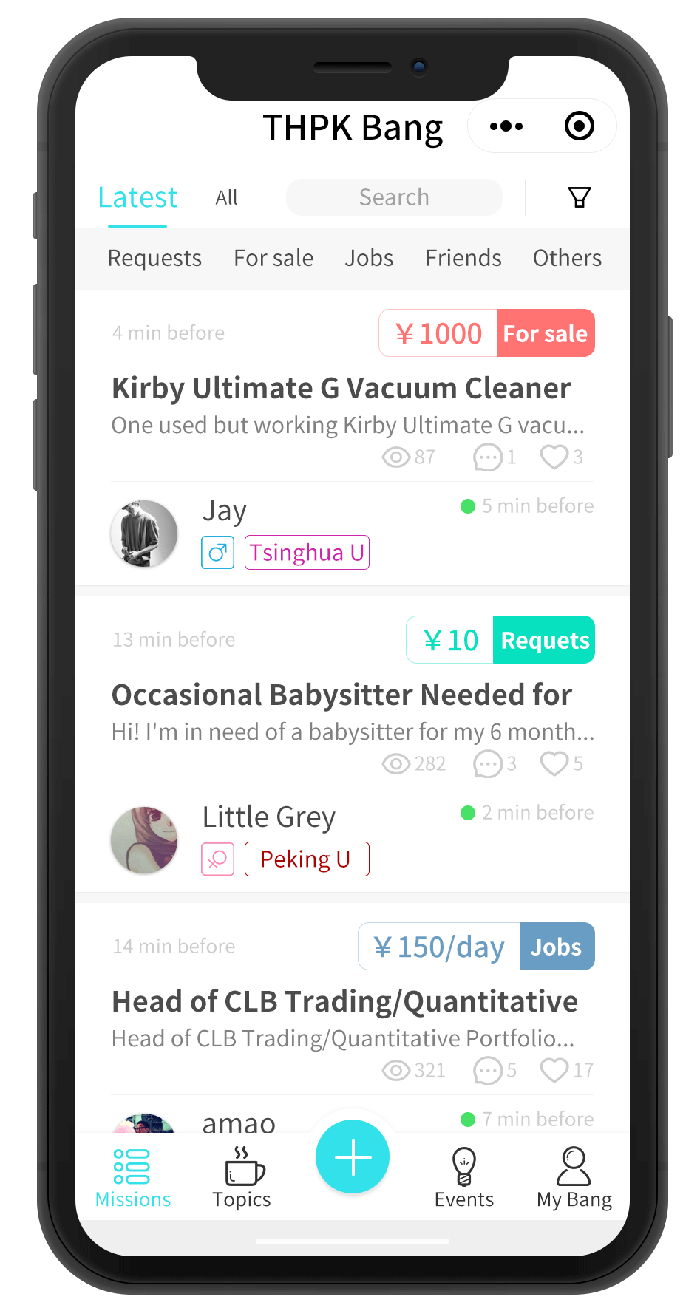 THPK Bang
Latest All Search
Requests For sale Jobs Friends Others
4 min before ¥1000 For sale
Kirby Ultimate G Vacuum Cleaner
One used but working Kirby Ultimate G vacu...
87 1 3
Jay 5 min before
Tsinghua U
13 min before ¥10 Requets
Occasional Babysitter Needed for
Hi! I'm in need of a babysitter for my 6 month...
282 3 5
Little Grey 2 min before
Peking U
14 min before ¥150/day Jobs
Head of CLB Trading/Quantitative
Head of CLB Trading/Quantitative Portfolio...
321 5 17
amao 7 min before
Missions Topics Events My Bang